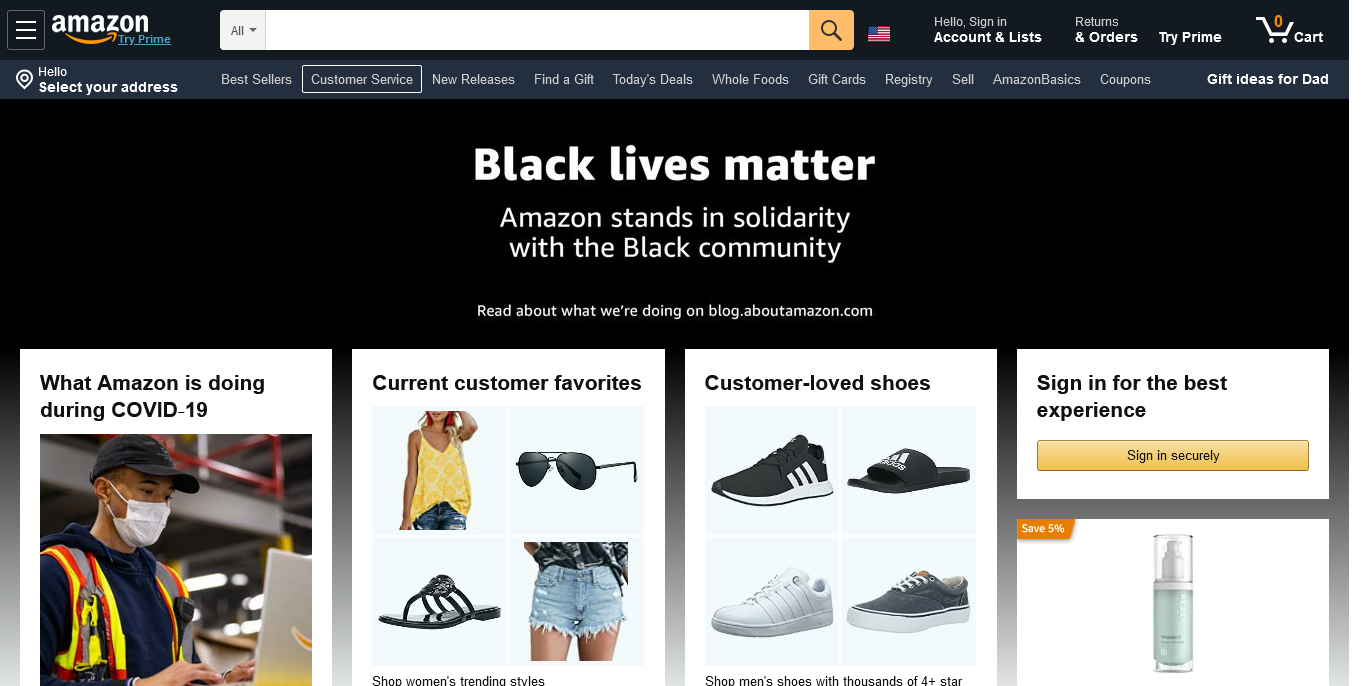 amazon
Try Prime
All
Hello, Sign in
Account & Lists
Returns
& Orders
Try Prime
0
Cart
Hello
Select your address
Best Sellers
Customer Service
New Releases
Find a Gift
Today's Deals
Whole Foods
Gift Cards
Registry
Sell
AmazonBasics
Coupons
Gift ideas for Dad
Black lives matter
Amazon stands in solidarity
with the Black community
Read about what we're doing on blog.aboutamazon.com
What Amazon is doing
during COVID-19
Current customer favorites
Shop women's trending styles
Customer-loved shoes
adidas
Shop men's shoes with thousands of 4+ star
Sign in for the best
experience
Sign in securely
Save 5%